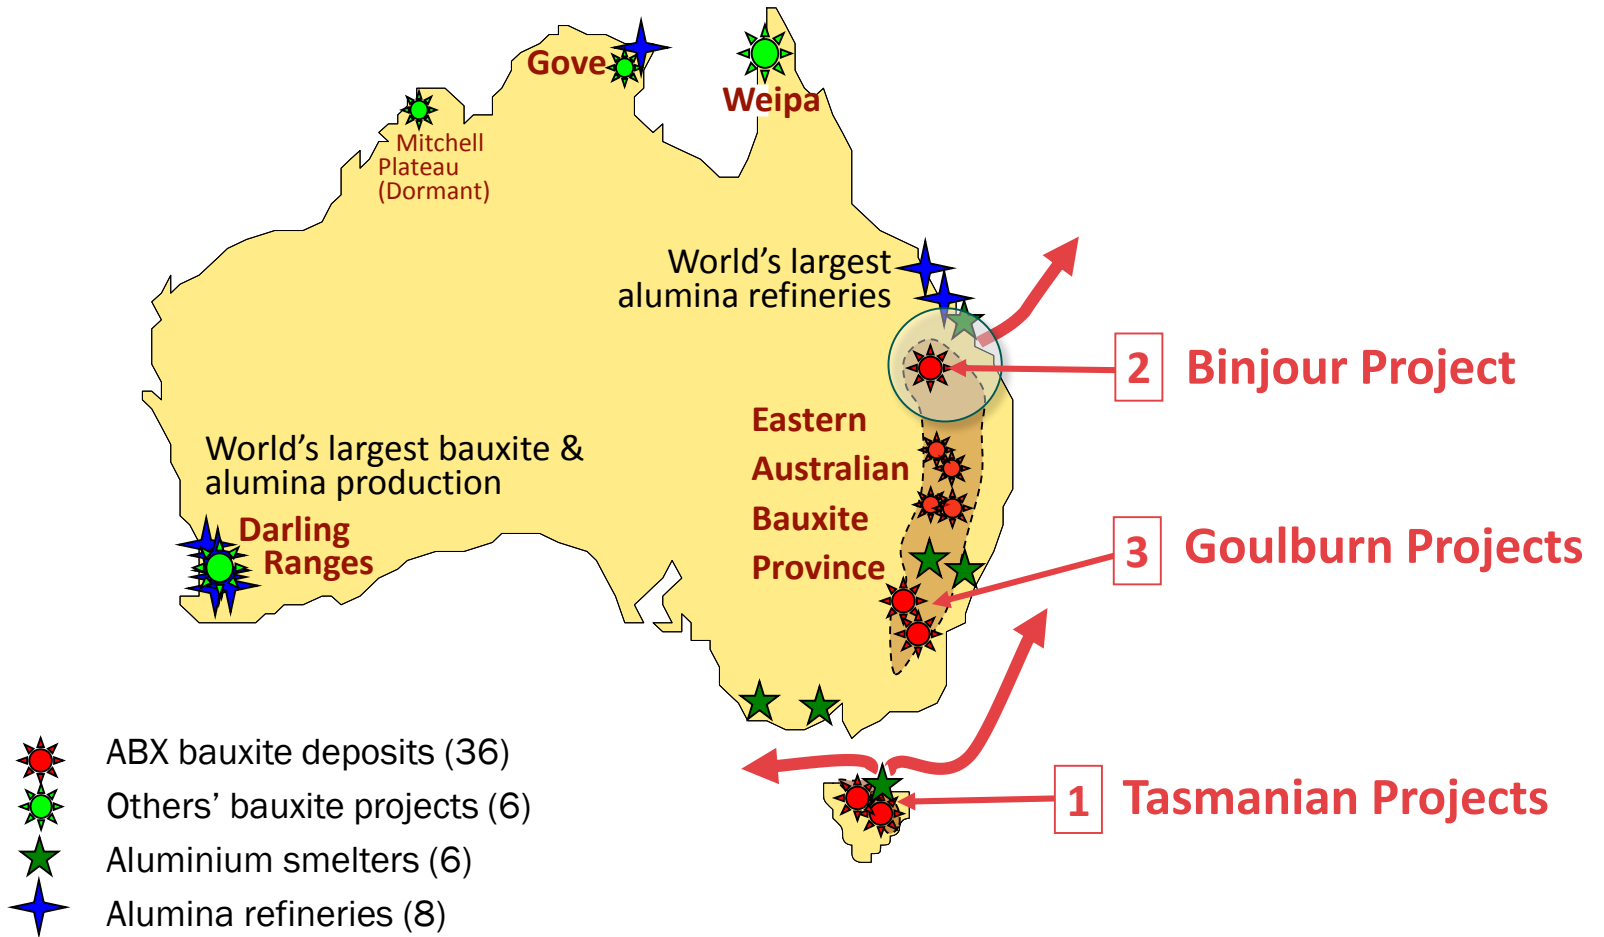 Gove
Weipa
Mitchell
Plateau
(Dormant)
World's largest
alumina refineries
2 Binjour Project
Eastern
Australian
Bauxite
Province
World's largest bauxite &
alumina production
Darling
Ranges
3 Goulburn Projects
1 Tasmanian Projects
ABX bauxite deposits (36)
Others' bauxite projects (6)
Aluminium smelters (6)
Alumina refineries (8)